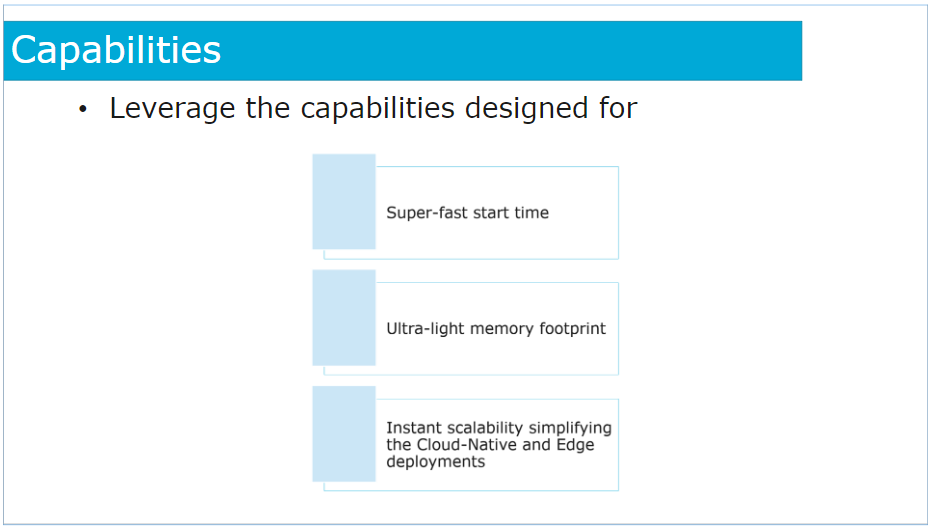 Capabilities
• Leverage the capabilities designed for
Super-fast start time
Ultra-light memory footprint
Instant scalability simplifying
the Cloud-Native and Edge
deployments